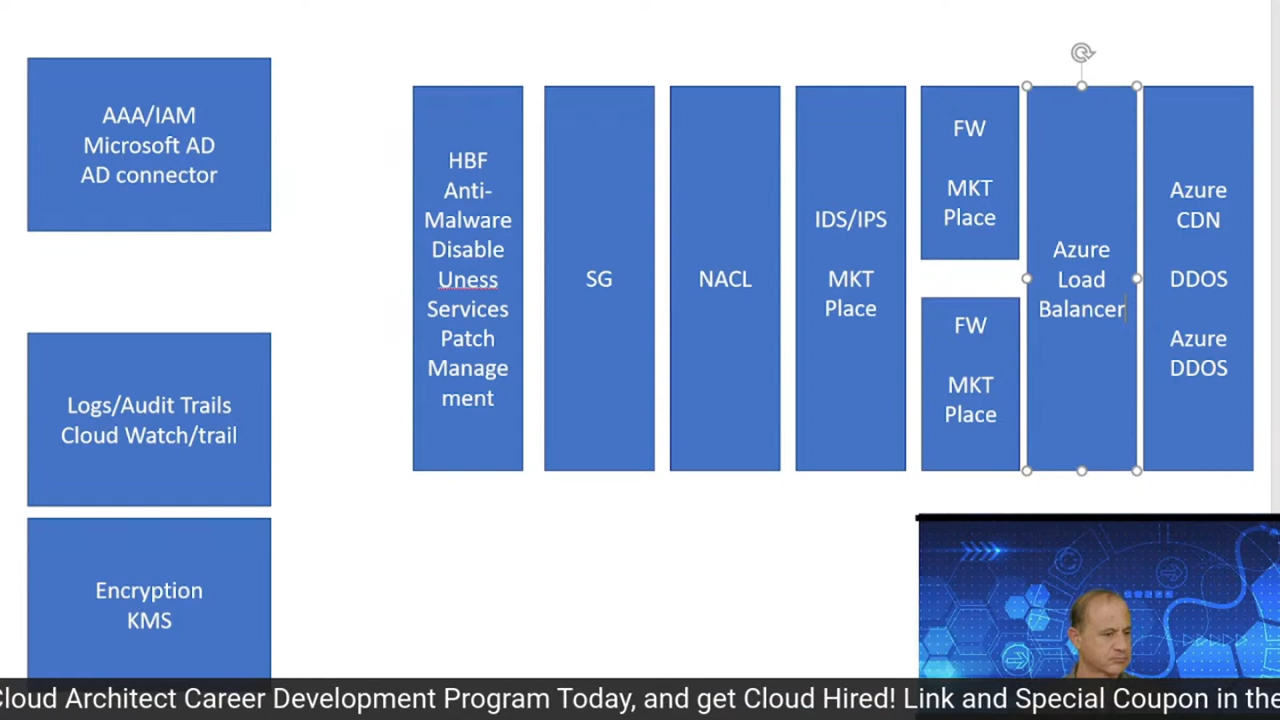 AAA/IAM
Microsoft AD
AD connector
Logs/Audit Trails
Cloud Watch/trail
Encryption
KMS
HBF
Anti-
Malware
Disable
Uness
Services
Patch
Manage
ment
SG
NACL
IDS/IPS
MKT
Place
FW
MKT
Place
FW
MKT
Place
Azure
Load
Balancer
Azure
CDN
DDOS
Azure
DDOS
Cloud Architect Career Development Program Today, and get Cloud Hired! Link and Special Coupon in the